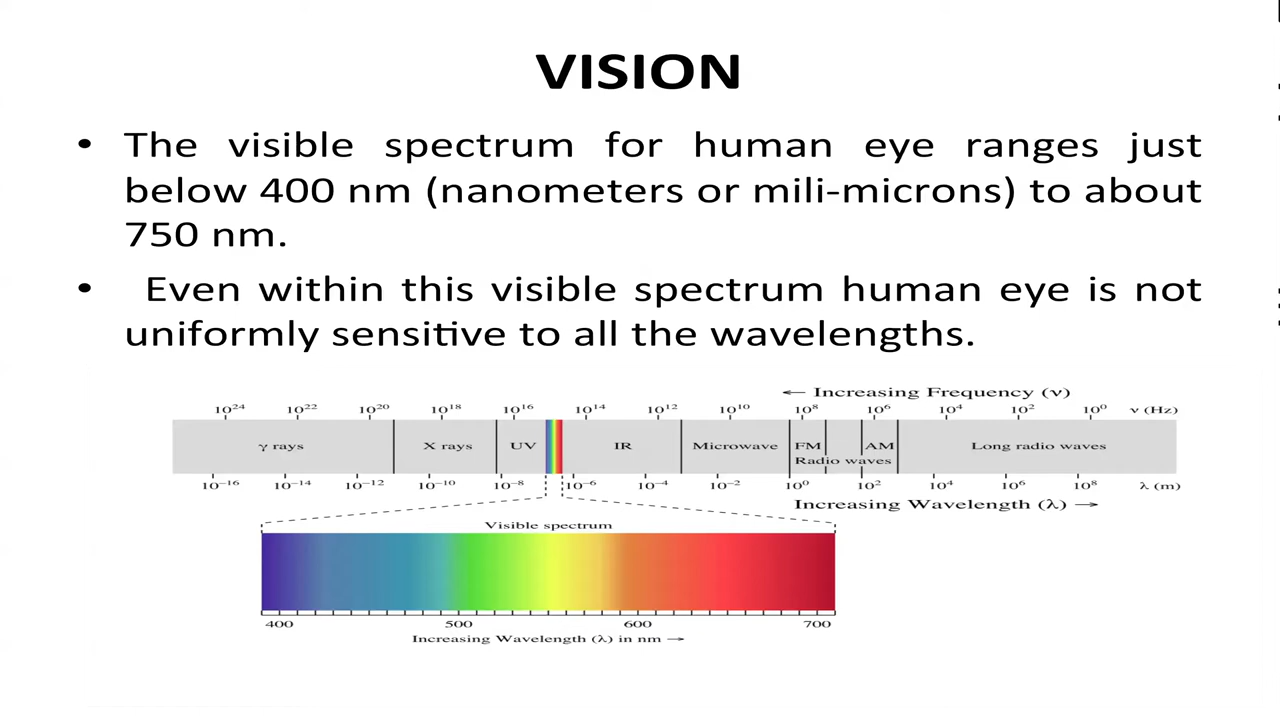 VISION
• The visible spectrum for human eye ranges just
below 400 nm (nanometers or mili-microns) to about
750 nm.
• Even within this visible spectrum human eye is not
uniformly sensitive to all the wavelengths.
← Increasing Frequency (ν)
10²⁴ 10²² 10²⁰ 10¹⁸ 10¹⁶ 10¹⁴ 10¹² 10¹⁰ 10⁸ 10⁶ 10⁴ 10² 10⁰ ν (Hz)
γ rays X rays UV IR Microwave FM AM Long radio waves
Radio waves
10⁻¹⁶ 10⁻¹⁴ 10⁻¹² 10⁻¹⁰ 10⁻⁸ 10⁻⁶ 10⁻⁴ 10⁻² 10⁰ 10² 10⁴ 10⁶ 10⁸ λ (m)
Increasing Wavelength (λ) →
Visible spectrum
400 500 600 700
Increasing Wavelength (λ) in nm →